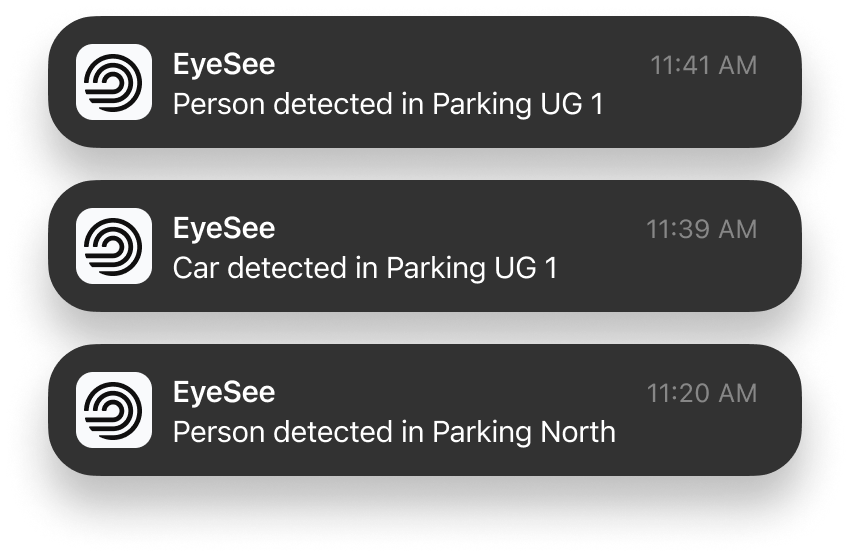 EyeSee
11:41 AM
Person detected in Parking UG 1
EyeSee
11:39 AM
Car detected in Parking UG 1
EyeSee
11:20 AM
Person detected in Parking North